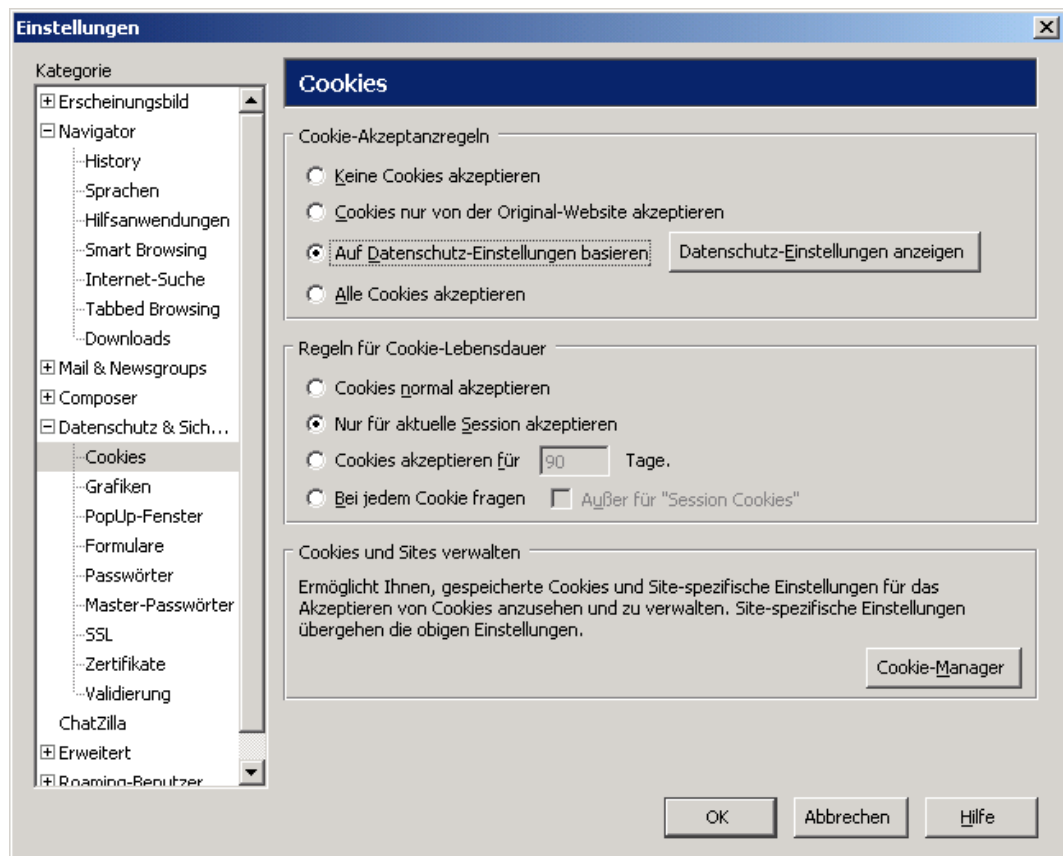 Einstellungen
Kategorie
Erscheinungsbild
Navigator
History
Sprachen
Hilfsanwendungen
Smart Browsing
Internet-Suche
Tabbed Browsing
Downloads
Mail & Newsgroups
Composer
Datenschutz & Sich...
Cookies
Grafiken
PopUp-Fenster
Formulare
Passwörter
Master-Passwörter
SSL
Zertifikate
Validierung
ChatZilla
Erweitert
Roaming-Benutzer
Cookies
Cookie-Akzeptanzregeln
Keine Cookies akzeptieren
Cookies nur von der Original-Website akzeptieren
Auf Datenschutz-Einstellungen basieren Datenschutz-Einstellungen anzeigen
Alle Cookies akzeptieren
Regeln für Cookie-Lebensdauer
Cookies normal akzeptieren
Nur für aktuelle Session akzeptieren
Cookies akzeptieren für 90 Tage.
Bei jedem Cookie fragen Außer für "Session Cookies"
Cookies und Sites verwalten
Ermöglicht Ihnen, gespeicherte Cookies und Site-spezifische Einstellungen für das
Akzeptieren von Cookies anzusehen und zu verwalten. Site-spezifische Einstellungen
übergehen die obigen Einstellungen.
Cookie-Manager
OK Abbrechen Hilfe